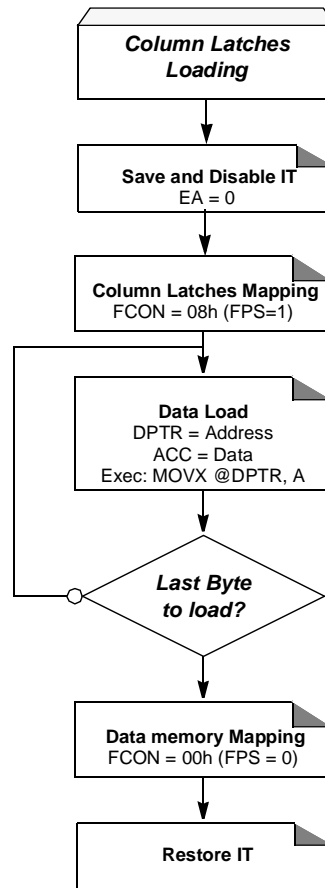 Column Latches
Loading
Save and Disable IT
EA = 0
Column Latches Mapping
FCON = 08h (FPS=1)
Data Load
DPTR = Address
ACC = Data
Exec: MOVX @DPTR, A
Last Byte
to load?
Data memory Mapping
FCON = 00h (FPS = 0)
Restore IT